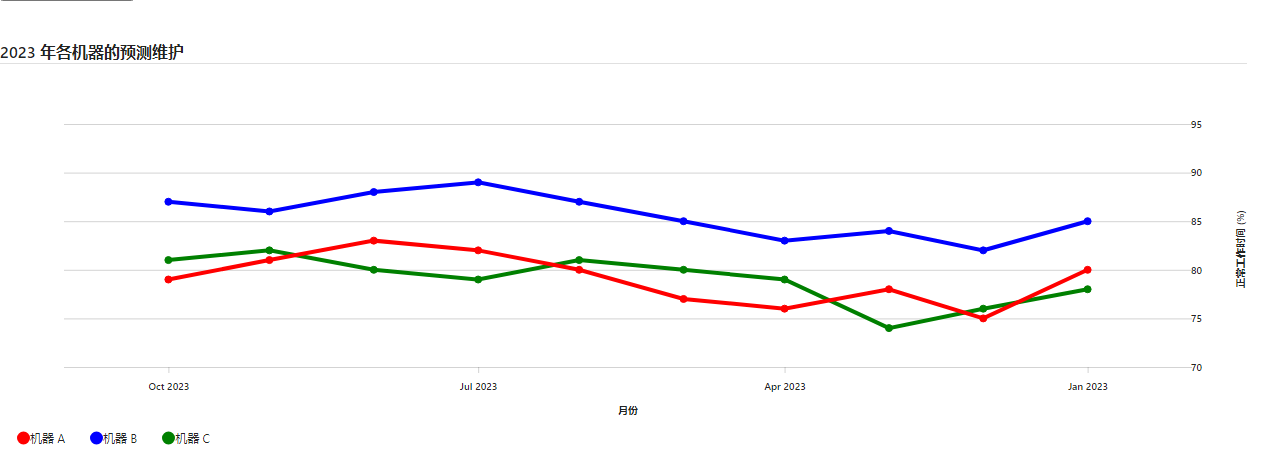 2023 年各机器的预测维护
95
90
85
80
75
70
正常工作时间 (%)
Oct 2023
Jul 2023
Apr 2023
Jan 2023
月份
机器 A
机器 B
机器 C